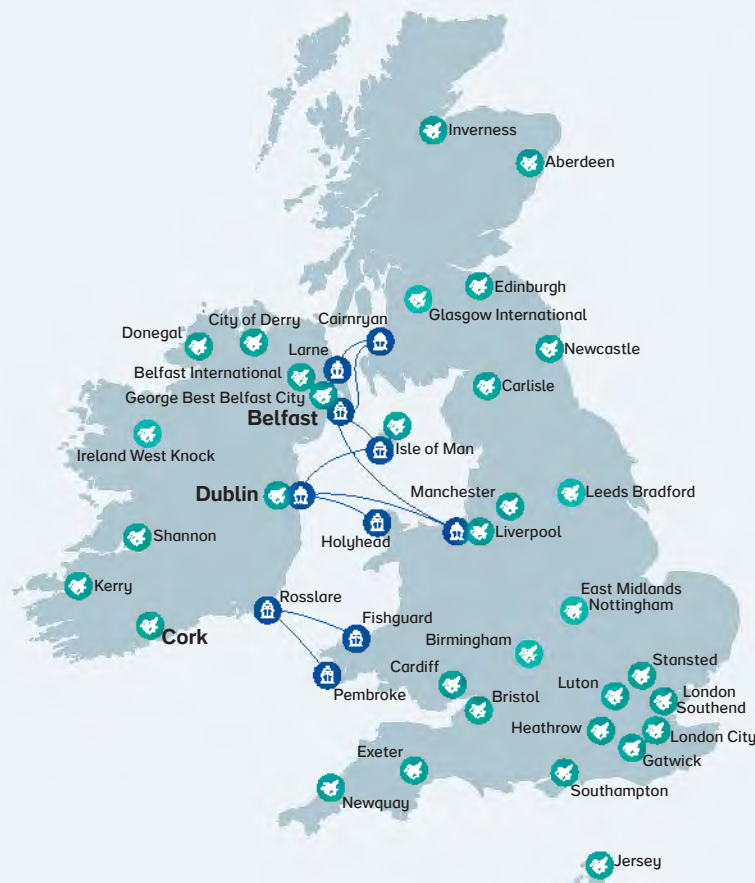 Inverness
Aberdeen
Edinburgh
Glasgow International
City of Derry
Cairnryan
Donegal
Larne
Newcastle
Belfast International
Carlisle
George Best Belfast City
Belfast
Isle of Man
Ireland West Knock
Dublin
Manchester
Leeds Bradford
Shannon
Holyhead
Liverpool
Kerry
Rosslare
East Midlands
Nottingham
Fishguard
Cork
Birmingham
Stansted
Cardiff
Pembroke
Luton
London
Southend
Bristol
Heathrow
London City
Gatwick
Exeter
Southampton
Newquay
Jersey